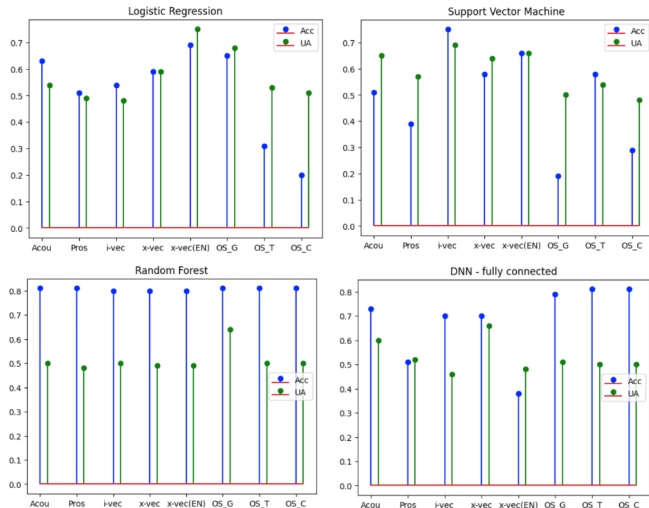 Logistic Regression
Acc
UA
0.7
0.6
0.5
0.4
0.3
0.2
0.1
0.0
Acou Pros i-vec x-vec x-vec(EN) OS_G OS_T OS_C
Support Vector Machine
Acc
UA
0.7
0.6
0.5
0.4
0.3
0.2
0.1
0.0
Acou Pros i-vec x-vec x-vec(EN) OS_G OS_T OS_C
Random Forest
0.8
0.7
0.6
0.5
0.4
0.3
0.2
0.1
0.0
Acc
UA
Acou Pros i-vec x-vec x-vec(EN) OS_G OS_T OS_C
DNN - fully connected
0.8
0.7
0.6
0.5
0.4
0.3
0.2
0.1
0.0
Acc
UA
Acou Pros i-vec x-vec x-vec(EN) OS_G OS_T OS_C